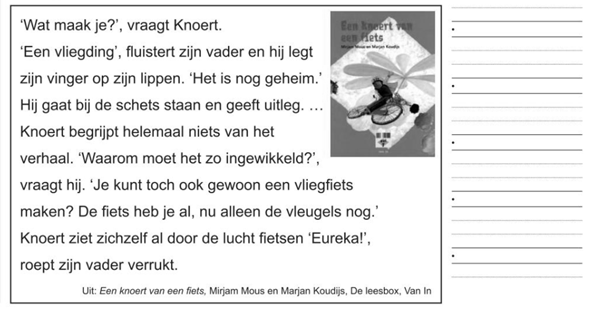 ‘Wat maak je?’, vraagt Knoert.
‘Een vliegding’, fluistert zijn vader en hij legt
zijn vinger op zijn lippen. ‘Het is nog geheim.’
Hij gaat bij de schets staan en geeft uitleg. …
Knoert begrijpt helemaal niets van het
verhaal. ‘Waarom moet het zo ingewikkeld?’,
vraagt hij. ‘Je kunt toch ook gewoon een vliegfiets
maken? De fiets heb je al, nu alleen de vleugels nog.’
Knoert ziet zichzelf al door de lucht fietsen ‘Eureka!’,
roept zijn vader verrukt.
Uit: Een knoert van een fiets, Mirjam Mous en Marjan Koudijs, De leesbox, Van In
Een knoert van
een fiets
Mirjam Mous en Marjan Koudijs